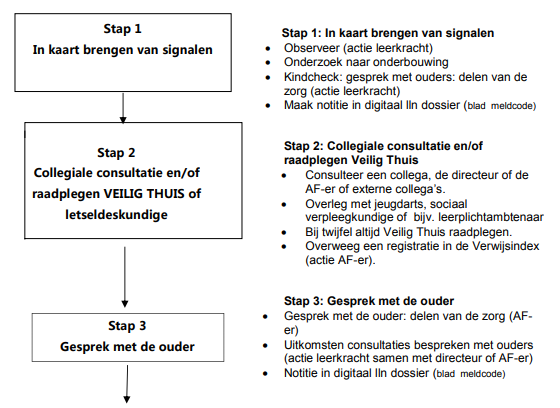 Stap 1
In kaart brengen van signalen
Stap 1: In kaart brengen van signalen
• Observeer (actie leerkracht)
• Onderzoek naar onderbouwing
• Kindcheck: gesprek met ouders: delen van de
zorg (actie leerkracht)
• Maak notitie in digitaal lln dossier (blad meldcode)
Stap 2
Collegiale consultatie en/of
raadplegen VEILIG THUIS of
letseldeskundige
Stap 2: Collegiale consultatie en/of
raadplegen Veilig Thuis
• Consulteer een collega, de directeur of de
AF-er of externe collega's.
• Overleg met jeugdarts, sociaal
verpleegkundige of bijv. leerplichtambtenaar
• Bij twijfel altijd Veilig Thuis raadplegen.
• Overweeg een registratie in de Verwijsindex
(actie AF-er).
Stap 3
Gesprek met de ouder
Stap 3: Gesprek met de ouder
• Gesprek met de ouder: delen van de zorg (AF-
er)
• Uitkomsten consultaties bespreken met ouders
(actie leerkracht samen met directeur of AF-er)
• Notitie in digitaal lln dossier (blad meldcode)